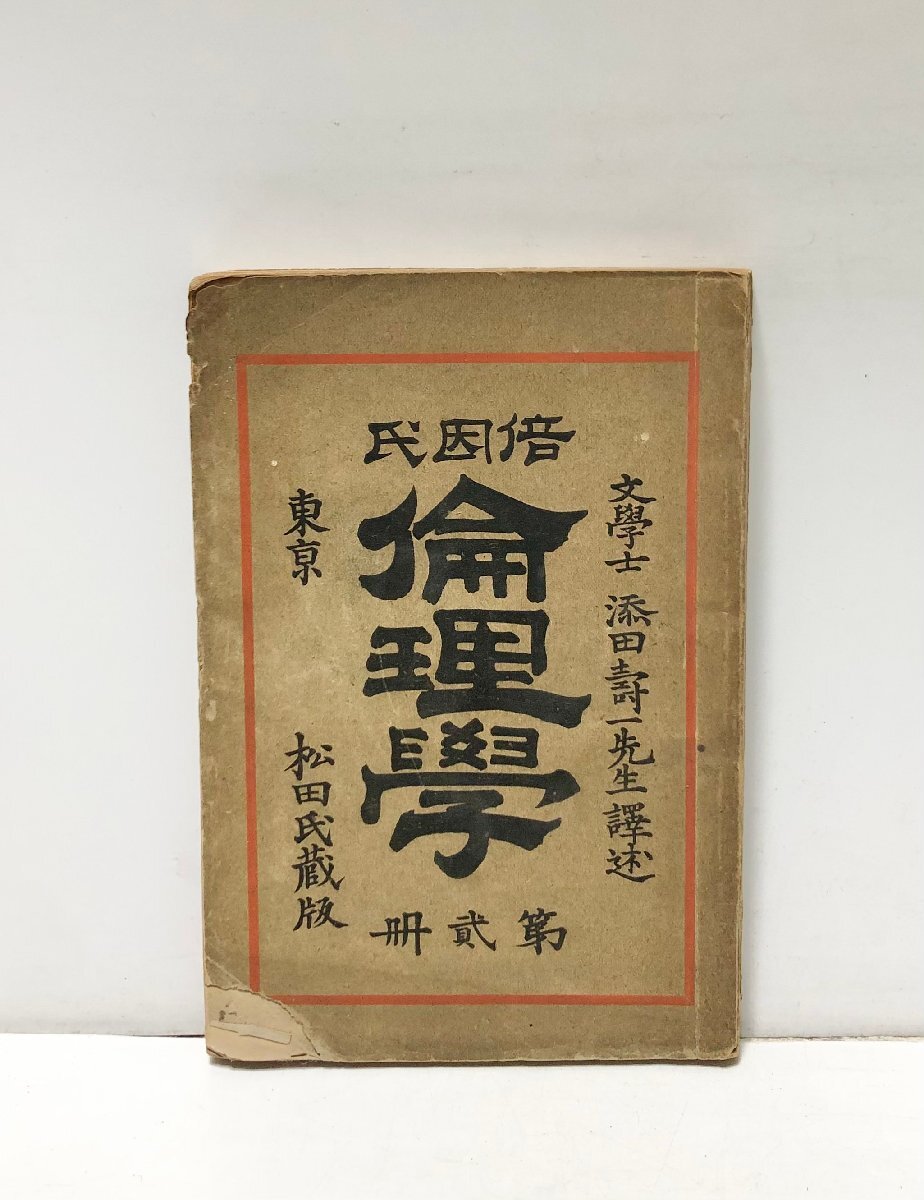 文學士 添田壽一先生譯述
倍因氏
倫理學
第貳册
東京 松田氏藏版